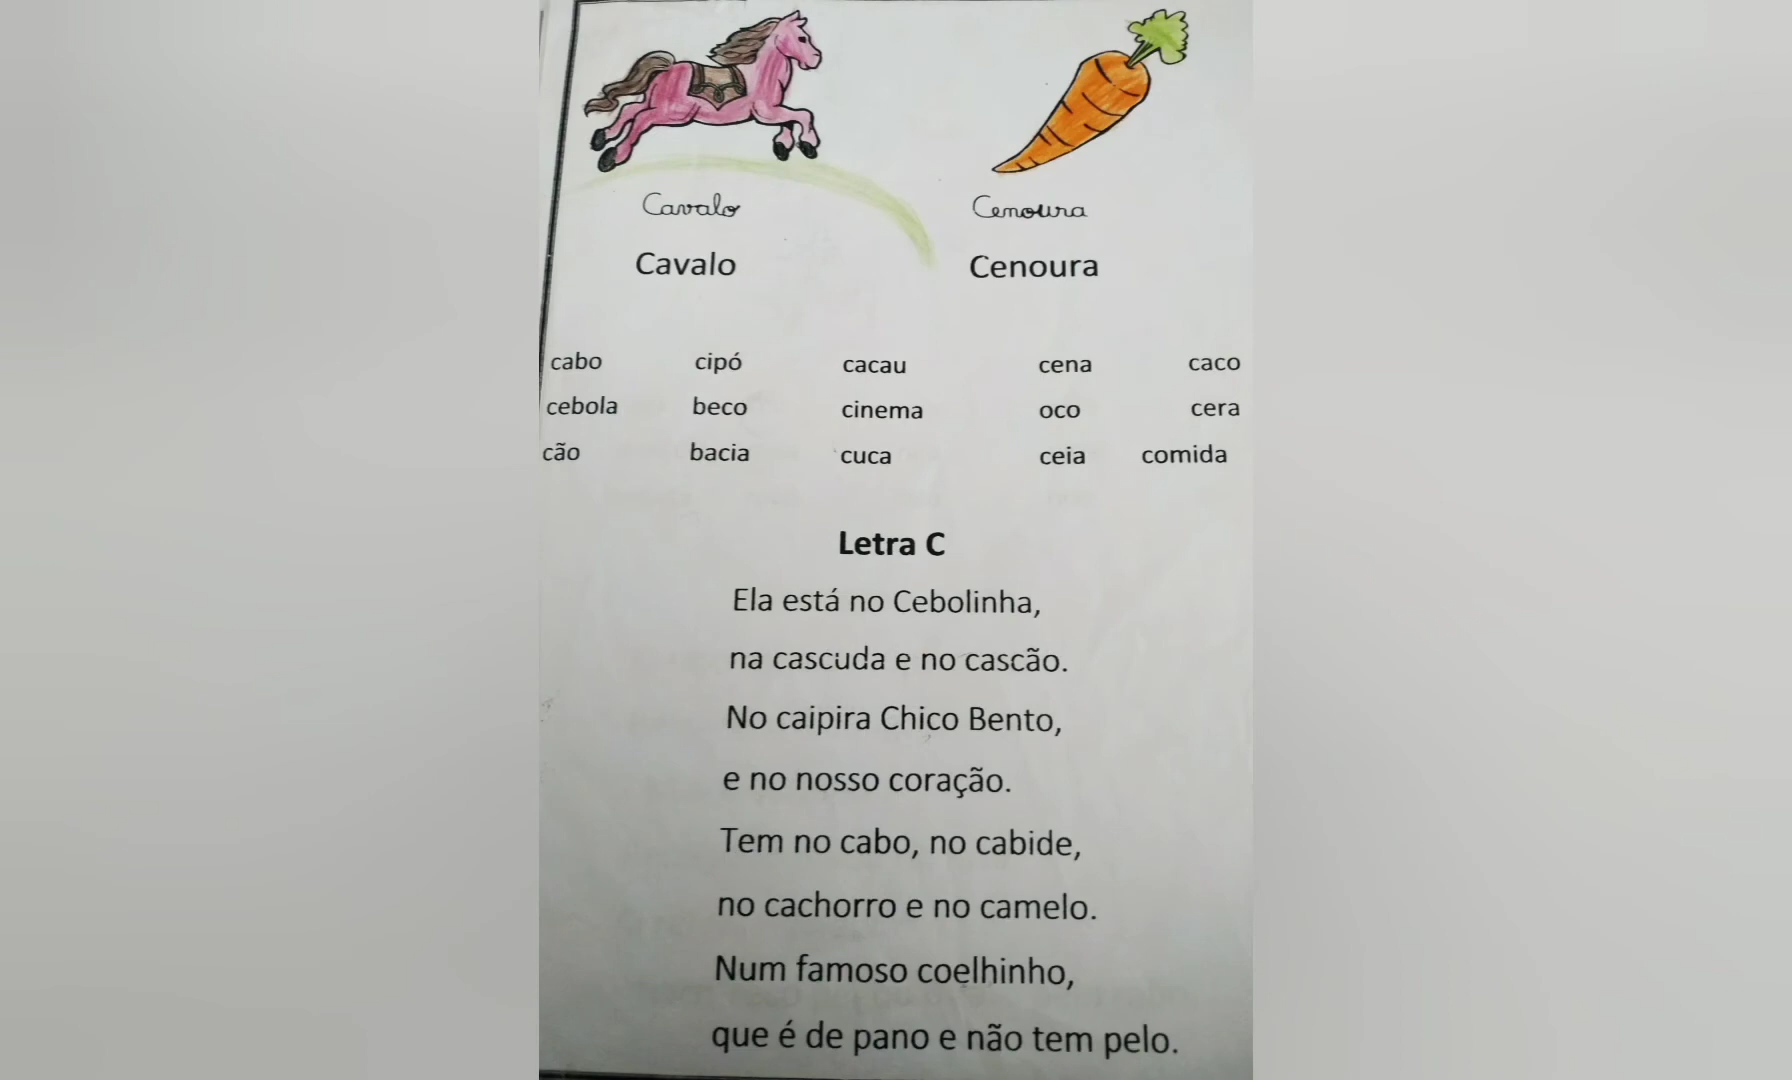 Cavalo Cenoura
Cavalo Cenoura
cabo cipó cacau cena caco
cebola beco cinema oco cera
cão bacia cuca ceia comida
Letra C
Ela está no Cebolinha,
na cascuda e no cascão.
No caipira Chico Bento,
e no nosso coração.
Tem no cabo, no cabide,
no cachorro e no camelo.
Num famoso coelhinho,
que é de pano e não tem pelo.